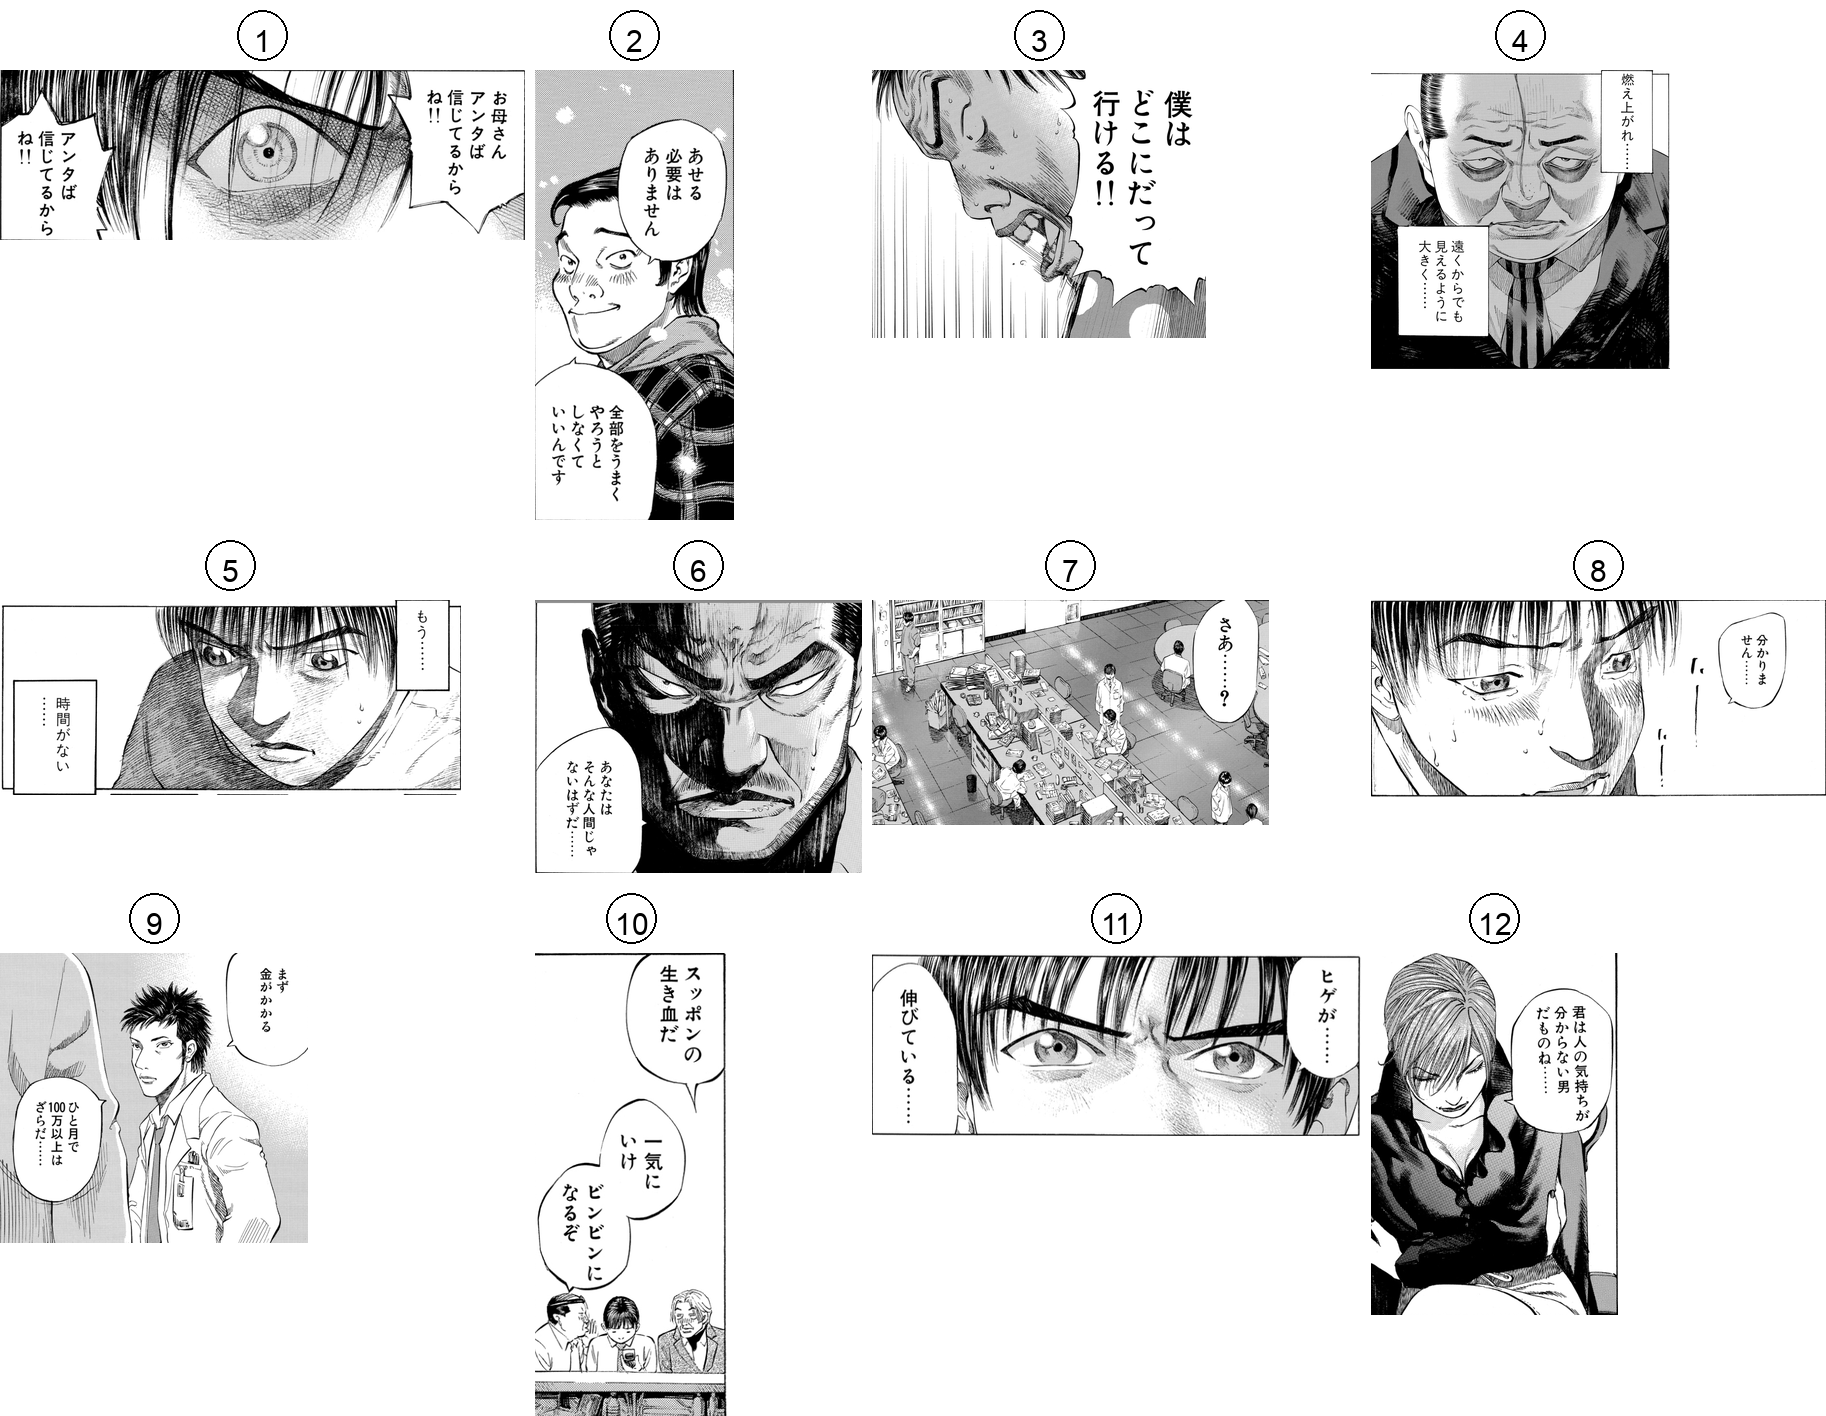 1
お母さん
アンタば
信じてるから
ね!!
アンタば
信じてるから
ね!!
2
あせる
必要は
ありません
全部をうまく
やろうと
しなくて
いいんです
3
僕は
どこにだって
行ける!!
4
燃え上がれ……
遠くからでも
見えるように
大きく……
5
もう……
時間がない
……
6
あなたは
そんな人間じゃ
ないはずだ……
7
さあ……?
8
分かりま
せん……
9
まず
金がかかる
ひと月で
100万以上は
ざらだ……
10
スッポンの
生き血だ
一気に
いけ
ビンビンに
なるぞ
11
ヒゲが……
伸びている……
12
君は人の気持ちが
分からない男
だものね……